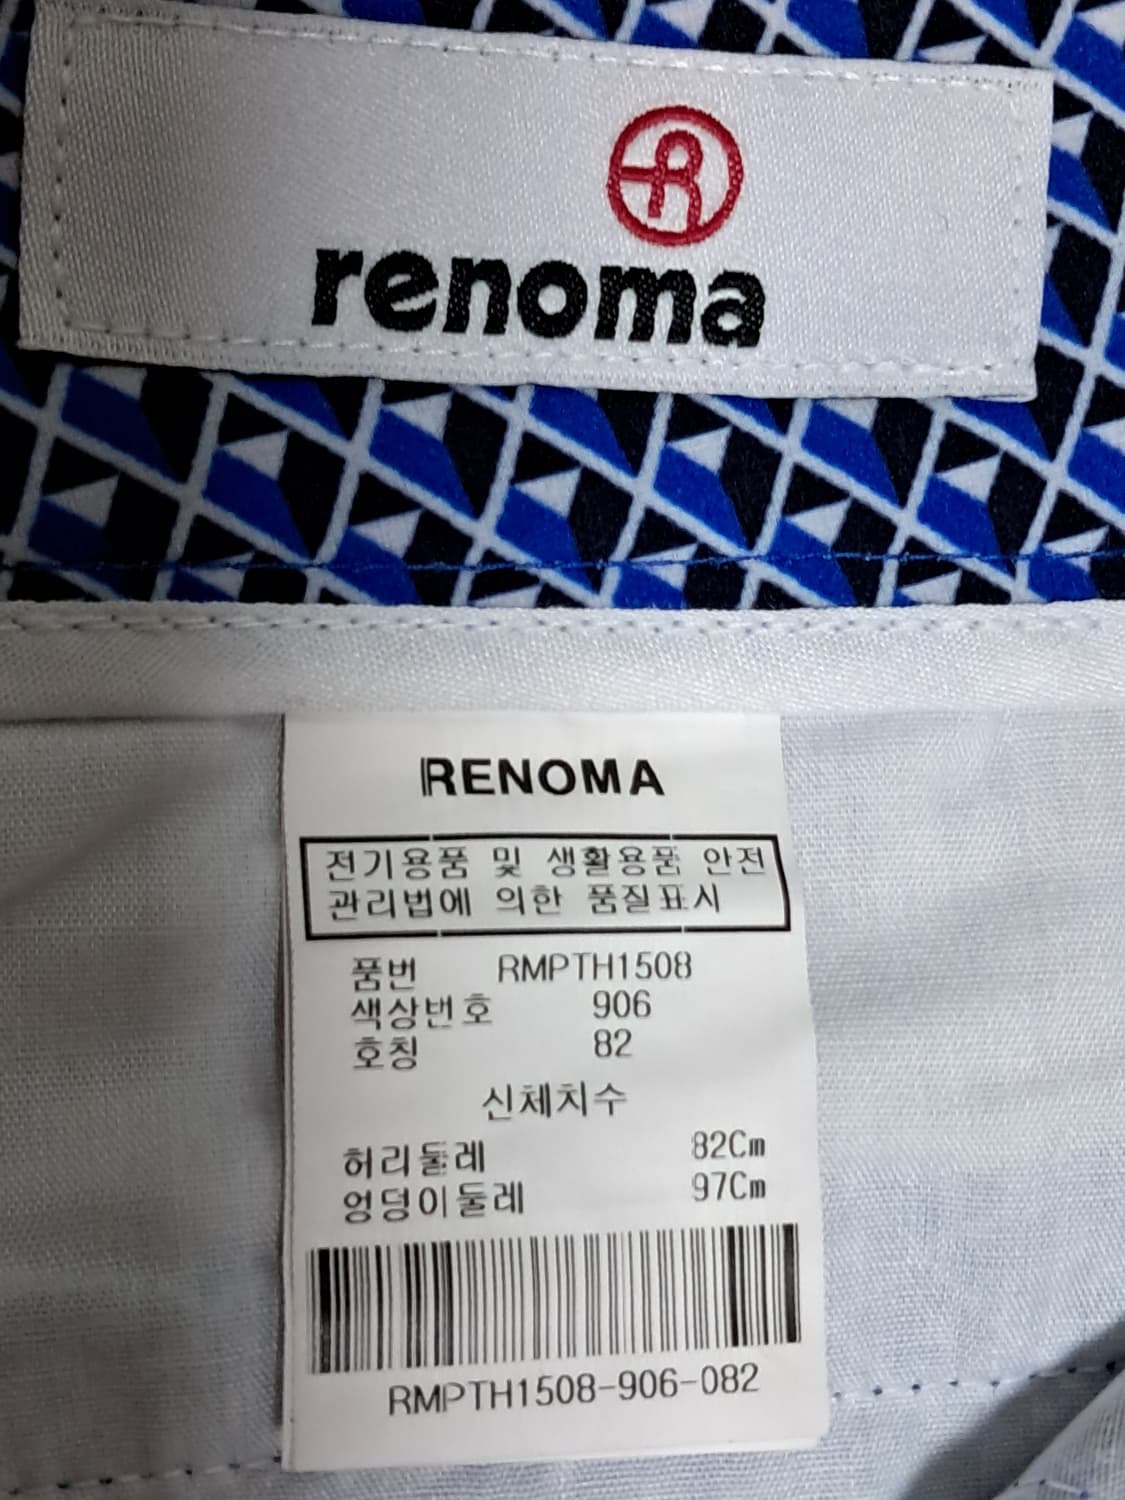 R
renoma
RENOMA
전기용품 및 생활용품 안전
관리법에 의한 품질표시
품번 RMPTH1508
색상번호 906
호칭 82
신체치수
허리둘레 82Cm
엉덩이둘레 97Cm
RMPTH1508-906-082